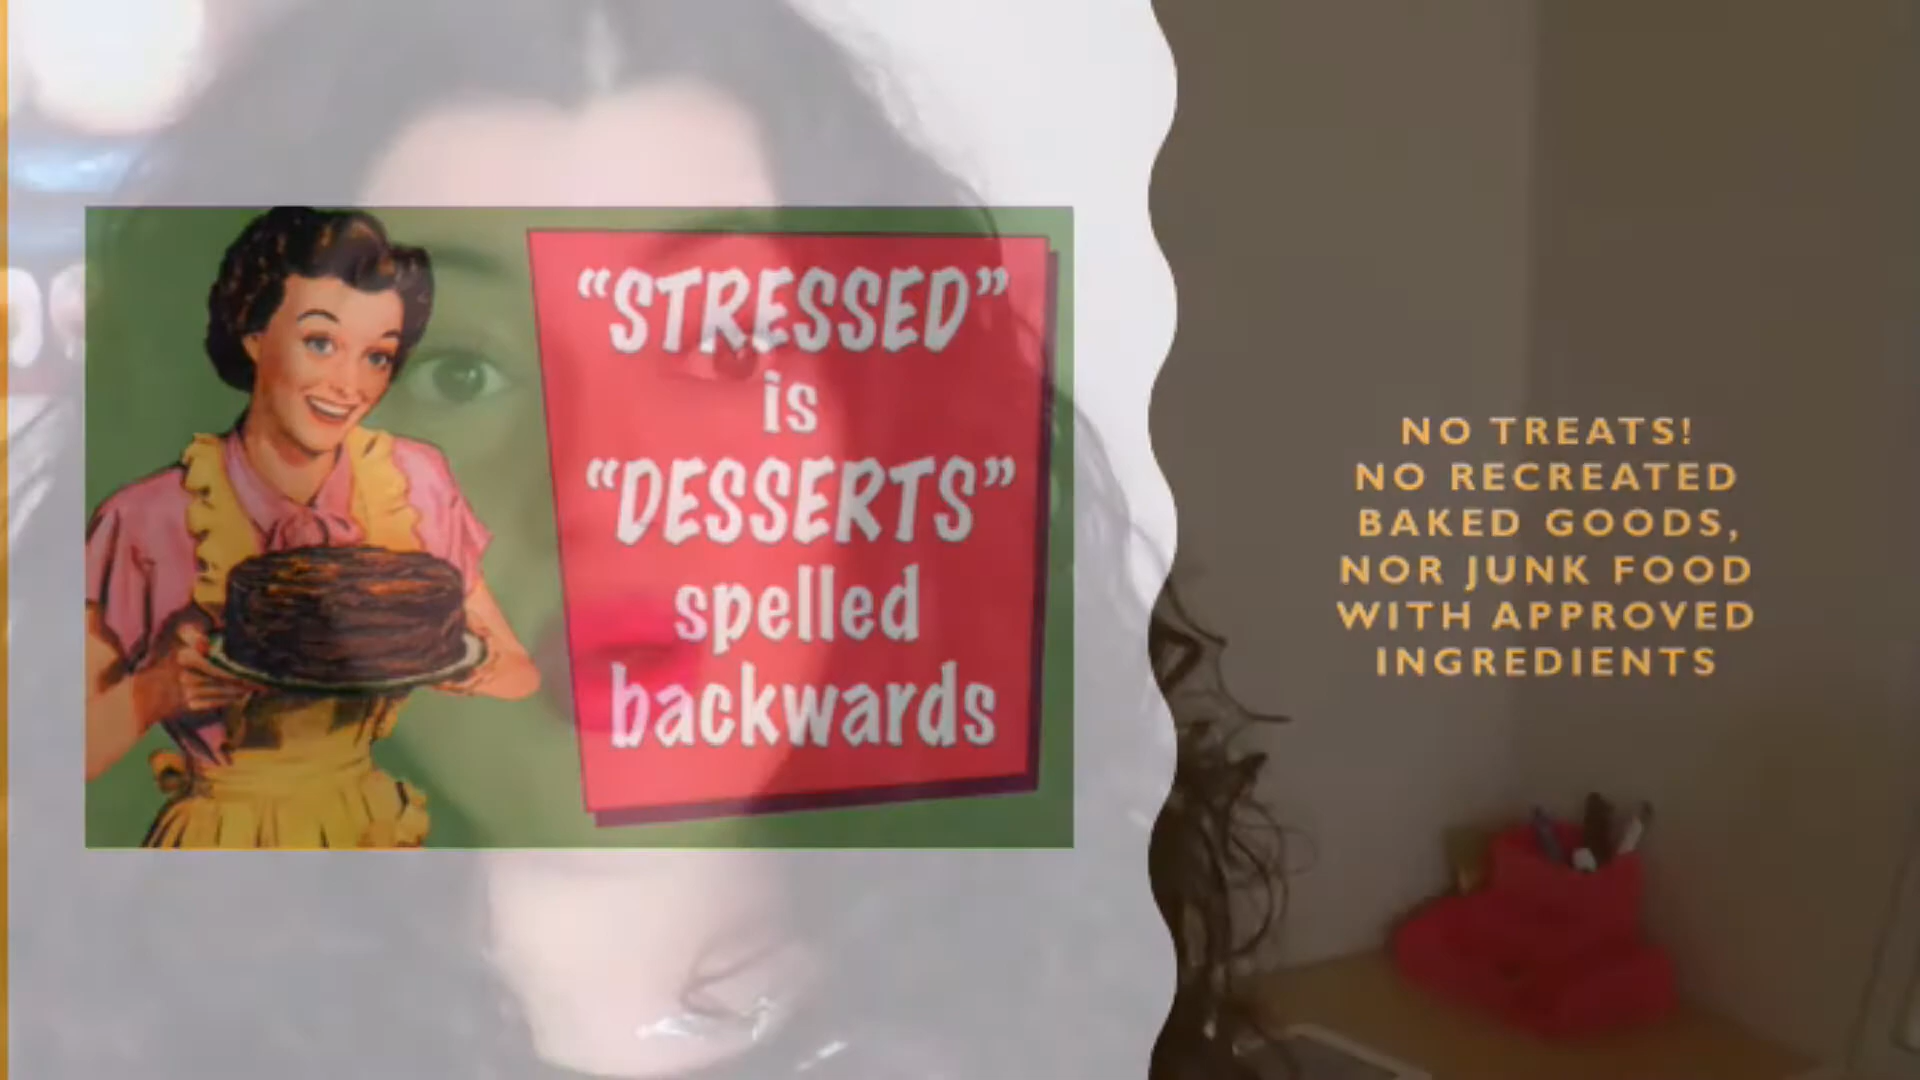 “STRESSED”
is
“DESSERTS”
spelled
backwards
NO TREATS!
NO RECREATED
BAKED GOODS,
NOR JUNK FOOD
WITH APPROVED
INGREDIENTS